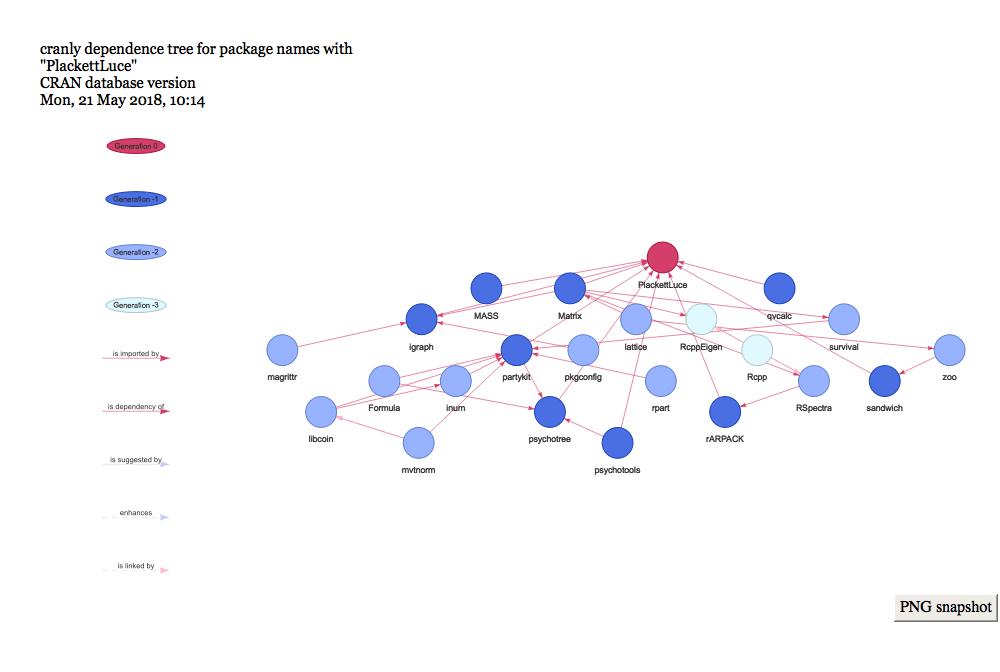 cranly dependence tree for package names with
"PlackettLuce"
CRAN database version
Mon, 21 May 2018, 10:14
Generation 0
Generation -1
Generation -2
Generation -3
is imported by
is dependency of
is suggested by
enhances
is linked by
PlackettLuce
MASS
Matrix
qvcalc
igraph
lattice
RcppEigen
survival
magrittr
partykit
pkgconfig
Rcpp
zoo
Formula
inum
rpart
RSpectra
sandwich
libcoin
psychotree
rARPACK
mvtnorm
psychotools
PNG snapshot